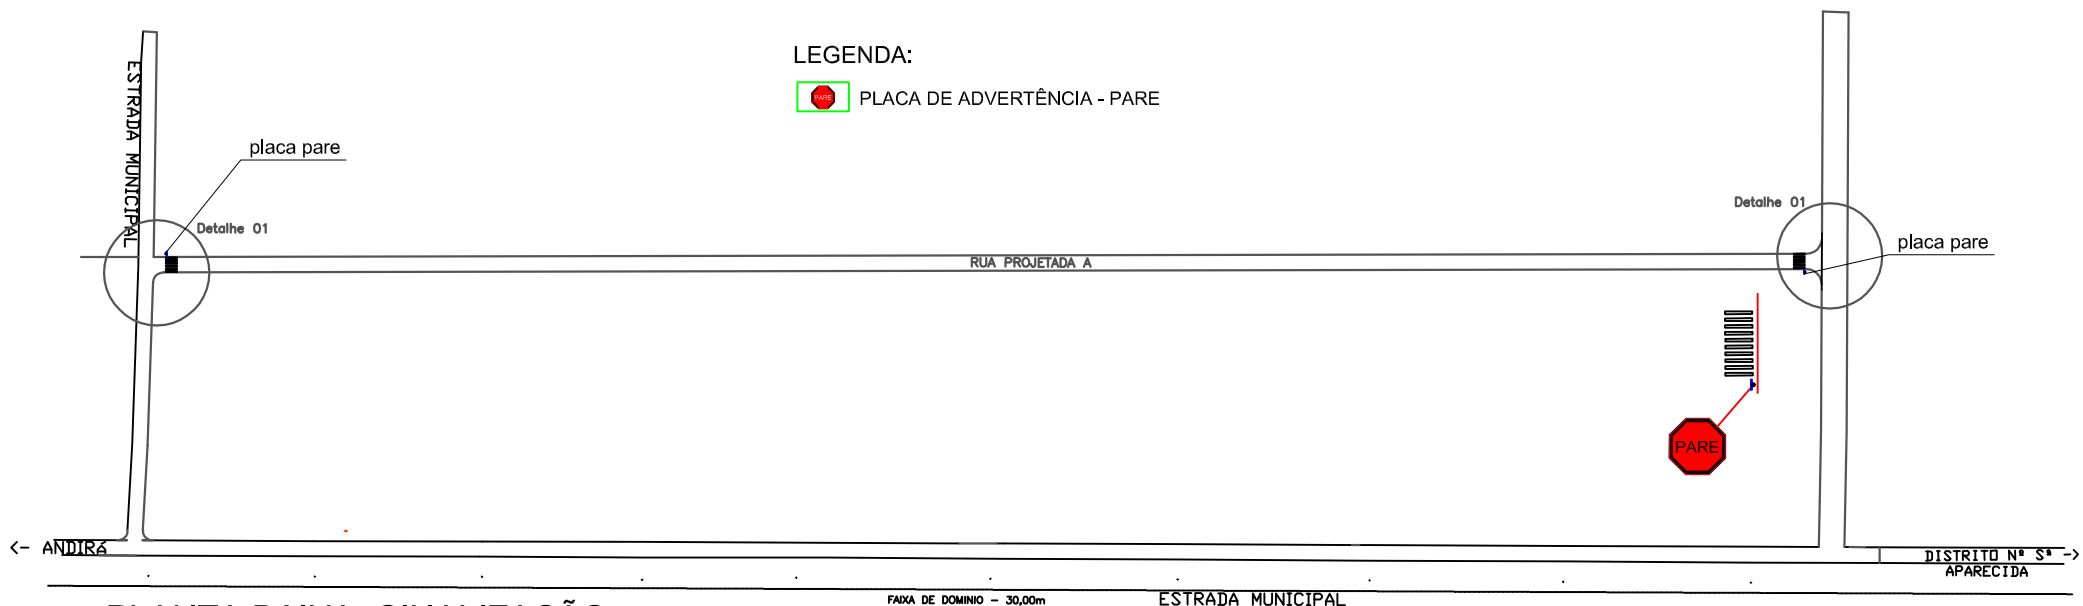 LEGENDA:
PARE
PLACA DE ADVERTÊNCIA - PARE
ESTRADA MUNICIPAL
placa pare
Detalhe 01
Detalhe 01
placa pare
RUA PROJETADA A
PARE
<- ANDIRÁ
DISTRITO Nª Sª ->
APARECIDA
FAIXA DE DOMINIO - 30,00m
ESTRADA MUNICIPAL